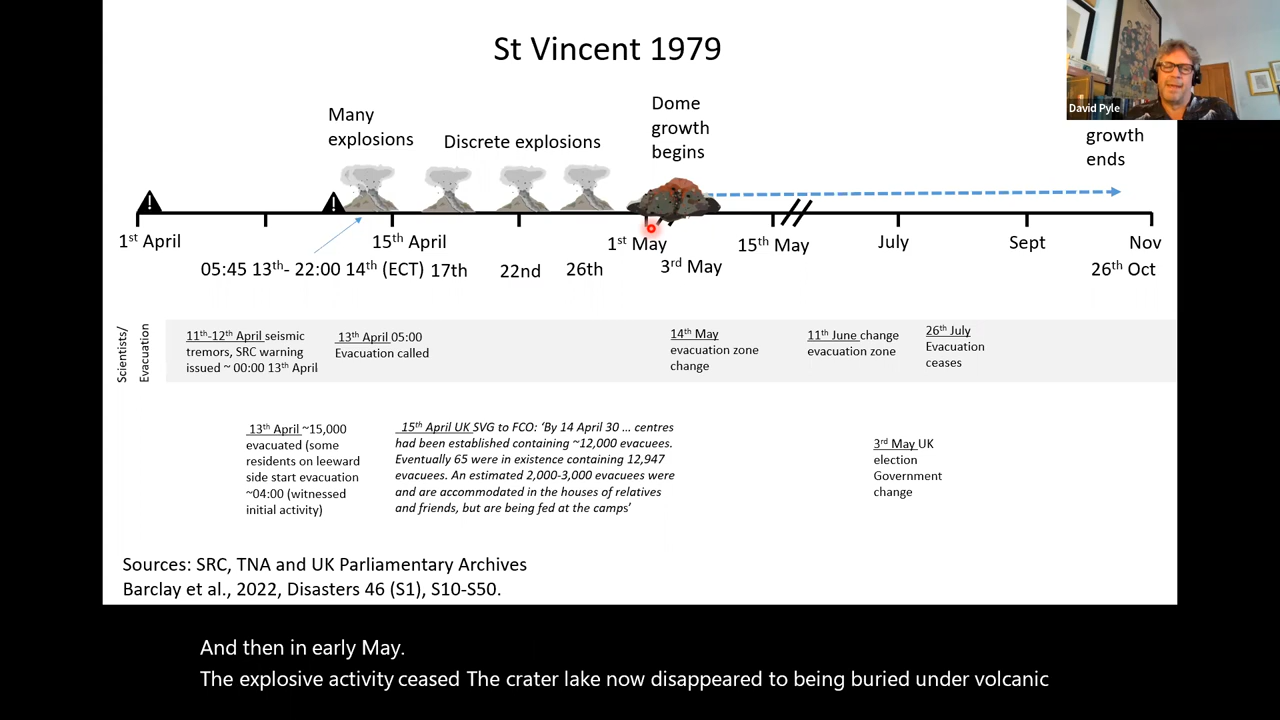 St Vincent 1979
David Pyle
Many
explosions
Discrete explosions
Dome
growth
begins
growth
ends
1st April
15th April
1st May
15th May
July
Sept
Nov
05:45 13th- 22:00 14th (ECT)
17th
22nd
26th
3rd May
26th Oct
Scientists/
Evacuation
11th-12th April seismic
tremors, SRC warning
issued ~ 00:00 13th April
13th April 05:00
Evacuation called
14th May
evacuation zone
change
11th June change
evacuation zone
26th July
Evacuation
ceases
13th April ~15,000
evacuated (some
residents on leeward
side start evacuation
~04:00 (witnessed
initial activity)
15th April UK SVG to FCO: ‘By 14 April 30 … centres
had been established containing ~12,000 evacuees.
Eventually 65 were in existence containing 12,947
evacuees. An estimated 2,000-3,000 evacuees were
and are accommodated in the houses of relatives
and friends, but are being fed at the camps’
3rd May UK
election
Government
change
Sources: SRC, TNA and UK Parliamentary Archives
Barclay et al., 2022, Disasters 46 (S1), S10-S50.
And then in early May.
The explosive activity ceased The crater lake now disappeared to being buried under volcanic